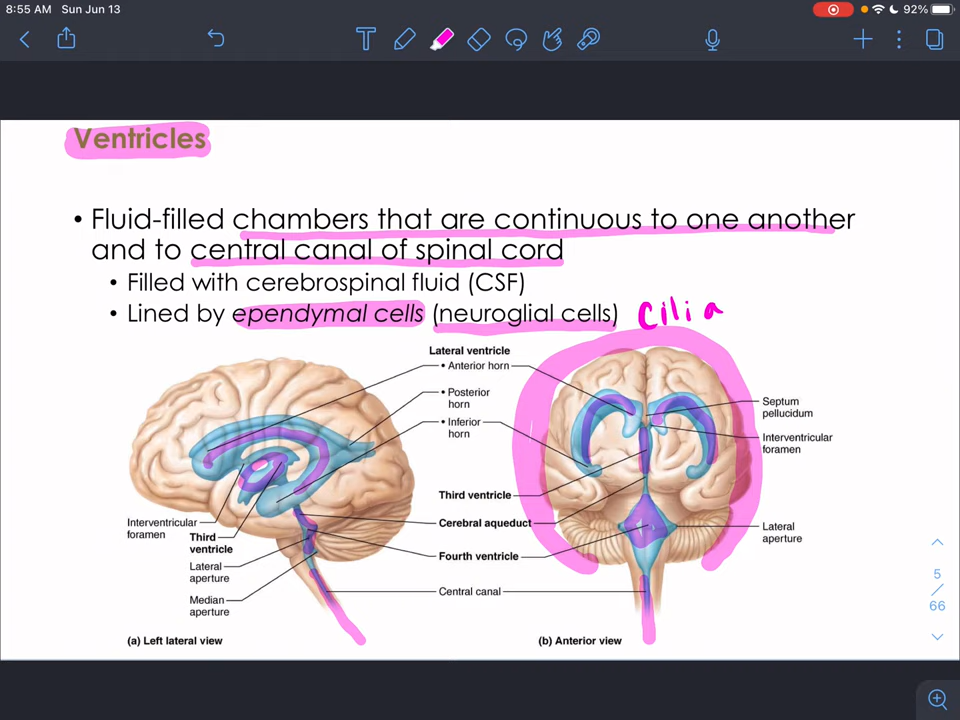 8:55 AM Sun Jun 13
92%
T
Ventricles
• Fluid-filled chambers that are continuous to one another
and to central canal of spinal cord
• Filled with cerebrospinal fluid (CSF)
• Lined by ependymal cells (neuroglial cells) cilia
Lateral ventricle
• Anterior horn
• Posterior
horn
• Inferior
horn
Septum
pellucidum
Interventricular
foramen
Third ventricle
Interventricular
foramen
Third
ventricle
Cerebral aqueduct
Lateral
aperture
Lateral
aperture
Fourth ventricle
Median
aperture
Central canal
(a) Left lateral view
(b) Anterior view
5
/
66